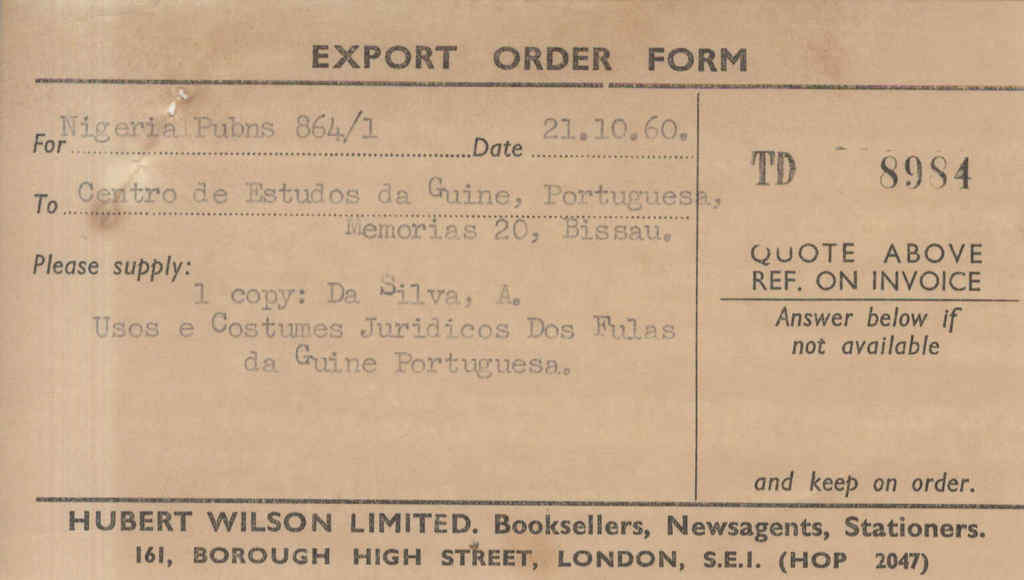 EXPORT ORDER FORM
For Nigeria Pubns 864/1 Date 21.10.60.
To Centro de Estudos da Guine, Portuguesa,
Memorias 20, Bissau.
Please supply:
1 copy: Da Silva, A.
Usos e Costumes Juridicos Dos Fulas
da Guine Portuguesa.
TD 8984
QUOTE ABOVE
REF. ON INVOICE
Answer below if
not available
and keep on order.
HUBERT WILSON LIMITED. Booksellers, Newsagents, Stationers.
161, BOROUGH HIGH STREET, LONDON, S.E.1. (HOP 2047)